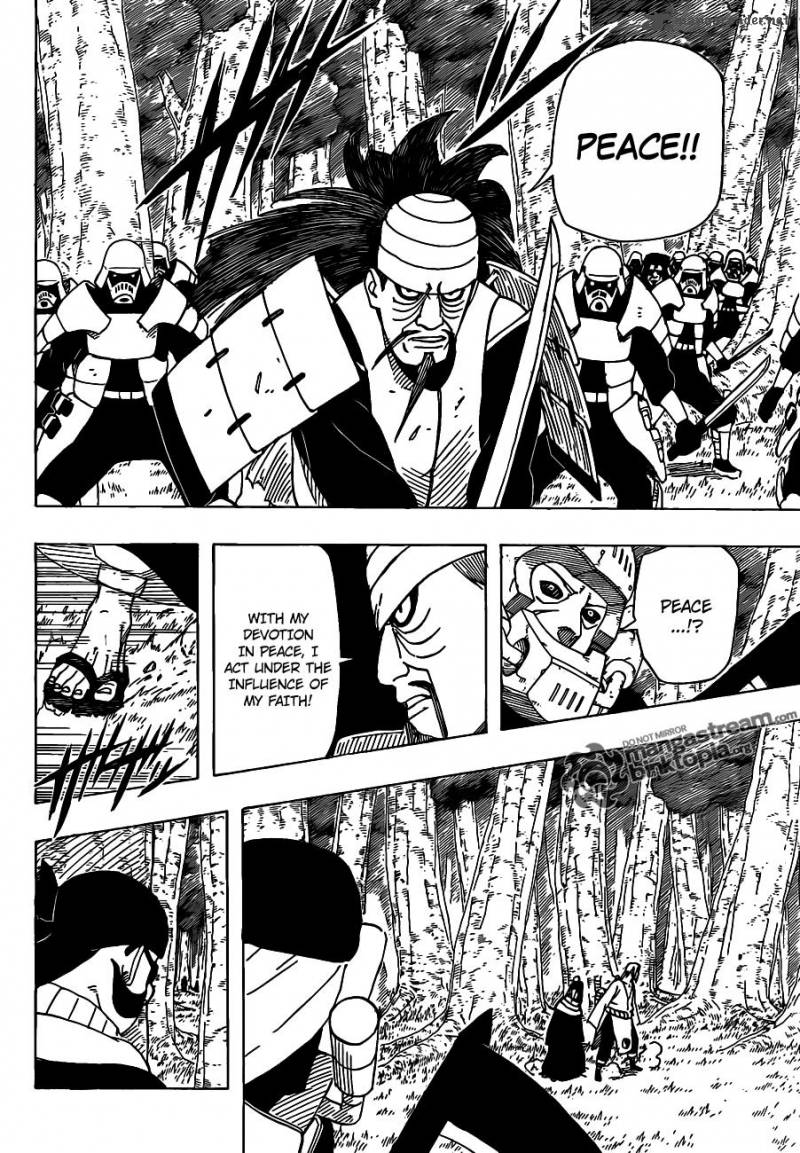 PEACE!!
PEACE
...!?
WITH MY
DEVOTION
IN PEACE, I
ACT UNDER THE
INFLUENCE OF
MY FAITH!
DO NOT MIRROR
mangastream.com
binktopia.net